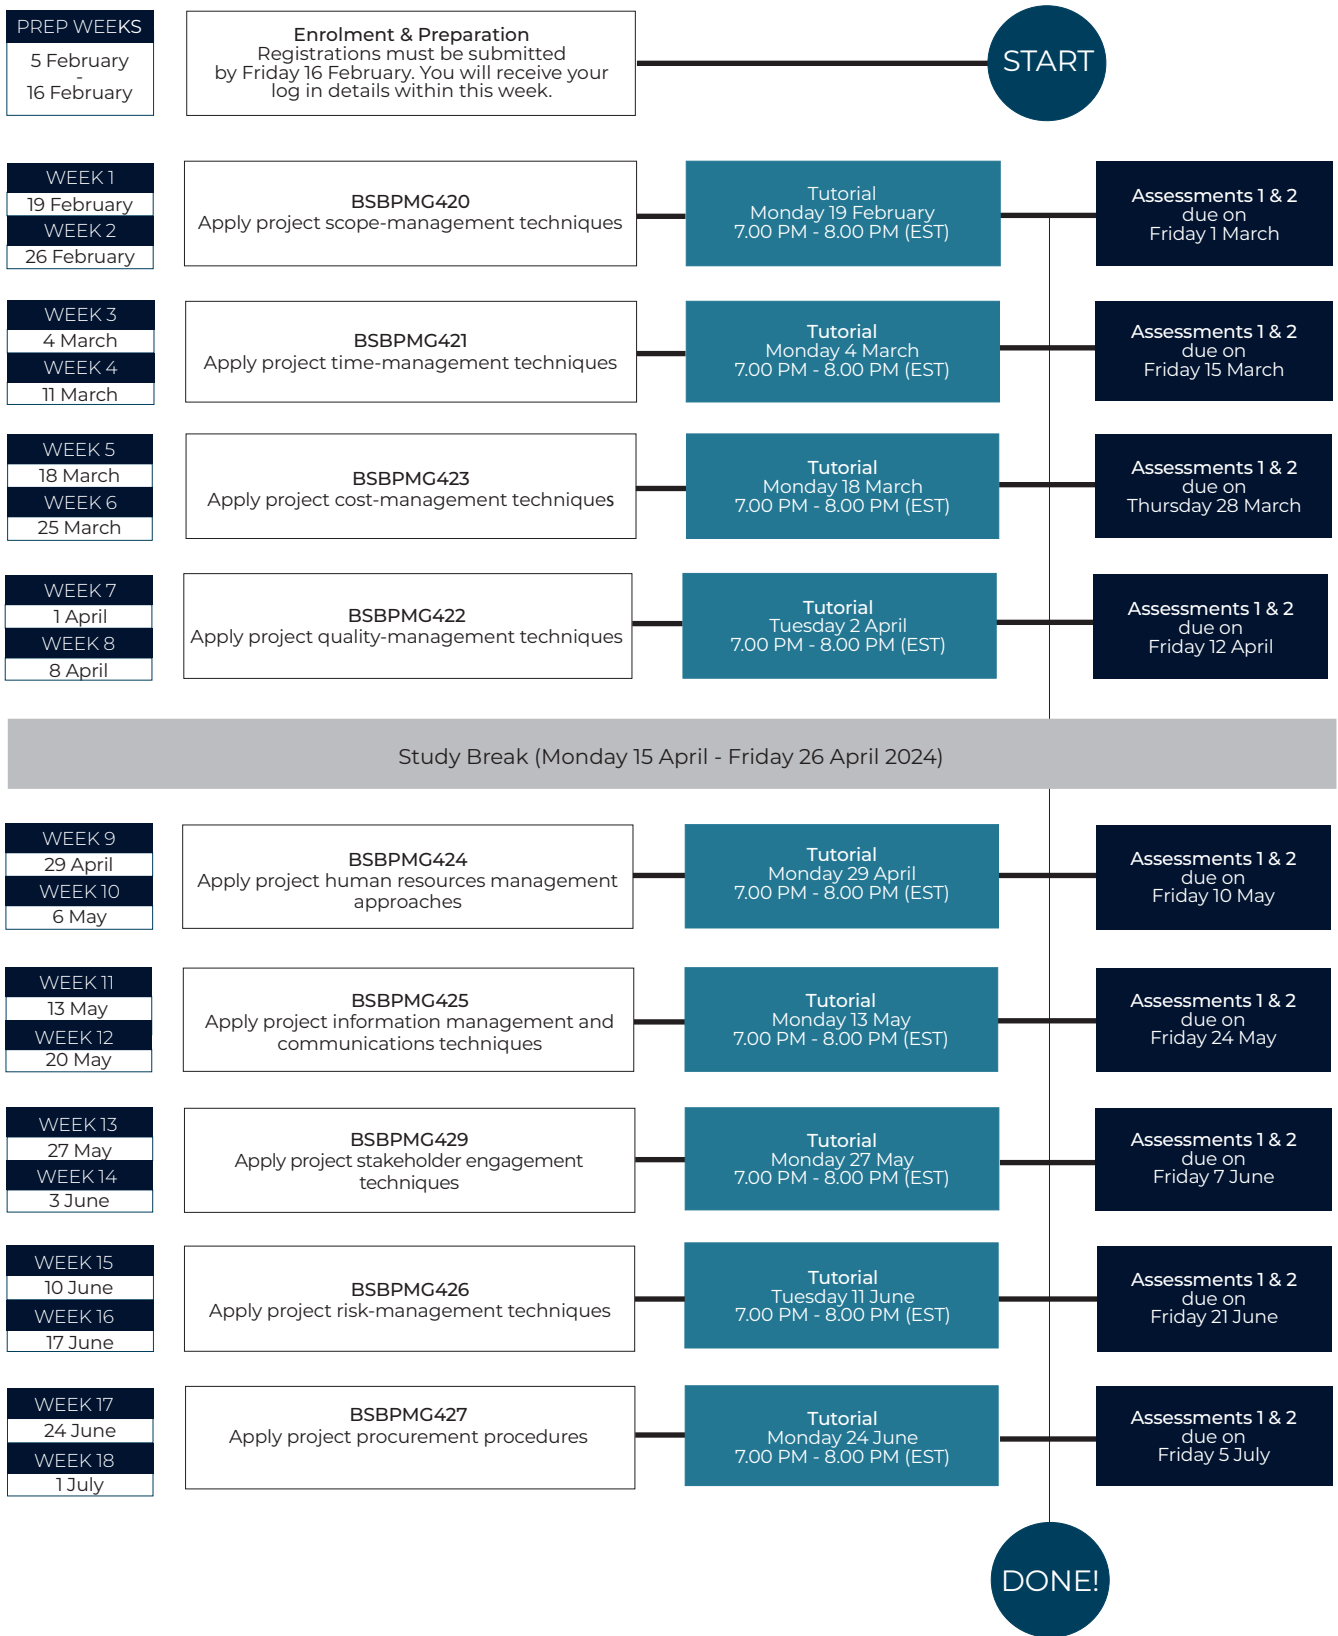 PREP WEEKS
5 February
-
16 February
Enrolment & Preparation
Registrations must be submitted
by Friday 16 February. You will receive your
log in details within this week.
START
WEEK 1
19 February
WEEK 2
26 February
BSBPMG420
Apply project scope-management techniques
Tutorial
Monday 19 February
7.00 PM - 8.00 PM (EST)
Assessments 1 & 2
due on
Friday 1 March
WEEK 3
4 March
WEEK 4
11 March
BSBPMG421
Apply project time-management techniques
Tutorial
Monday 4 March
7.00 PM - 8.00 PM (EST)
Assessments 1 & 2
due on
Friday 15 March
WEEK 5
18 March
WEEK 6
25 March
BSBPMG423
Apply project cost-management techniques
Tutorial
Monday 18 March
7.00 PM - 8.00 PM (EST)
Assessments 1 & 2
due on
Thursday 28 March
WEEK 7
1 April
WEEK 8
8 April
BSBPMG422
Apply project quality-management techniques
Tutorial
Tuesday 2 April
7.00 PM - 8.00 PM (EST)
Assessments 1 & 2
due on
Friday 12 April
Study Break (Monday 15 April - Friday 26 April 2024)
WEEK 9
29 April
WEEK 10
6 May
BSBPMG424
Apply project human resources management
approaches
Tutorial
Monday 29 April
7.00 PM - 8.00 PM (EST)
Assessments 1 & 2
due on
Friday 10 May
WEEK 11
13 May
WEEK 12
20 May
BSBPMG425
Apply project information management and
communications techniques
Tutorial
Monday 13 May
7.00 PM - 8.00 PM (EST)
Assessments 1 & 2
due on
Friday 24 May
WEEK 13
27 May
WEEK 14
3 June
BSBPMG429
Apply project stakeholder engagement
techniques
Tutorial
Monday 27 May
7.00 PM - 8.00 PM (EST)
Assessments 1 & 2
due on
Friday 7 June
WEEK 15
10 June
WEEK 16
17 June
BSBPMG426
Apply project risk-management techniques
Tutorial
Tuesday 11 June
7.00 PM - 8.00 PM (EST)
Assessments 1 & 2
due on
Friday 21 June
WEEK 17
24 June
WEEK 18
1 July
BSBPMG427
Apply project procurement procedures
Tutorial
Monday 24 June
7.00 PM - 8.00 PM (EST)
Assessments 1 & 2
due on
Friday 5 July
DONE!